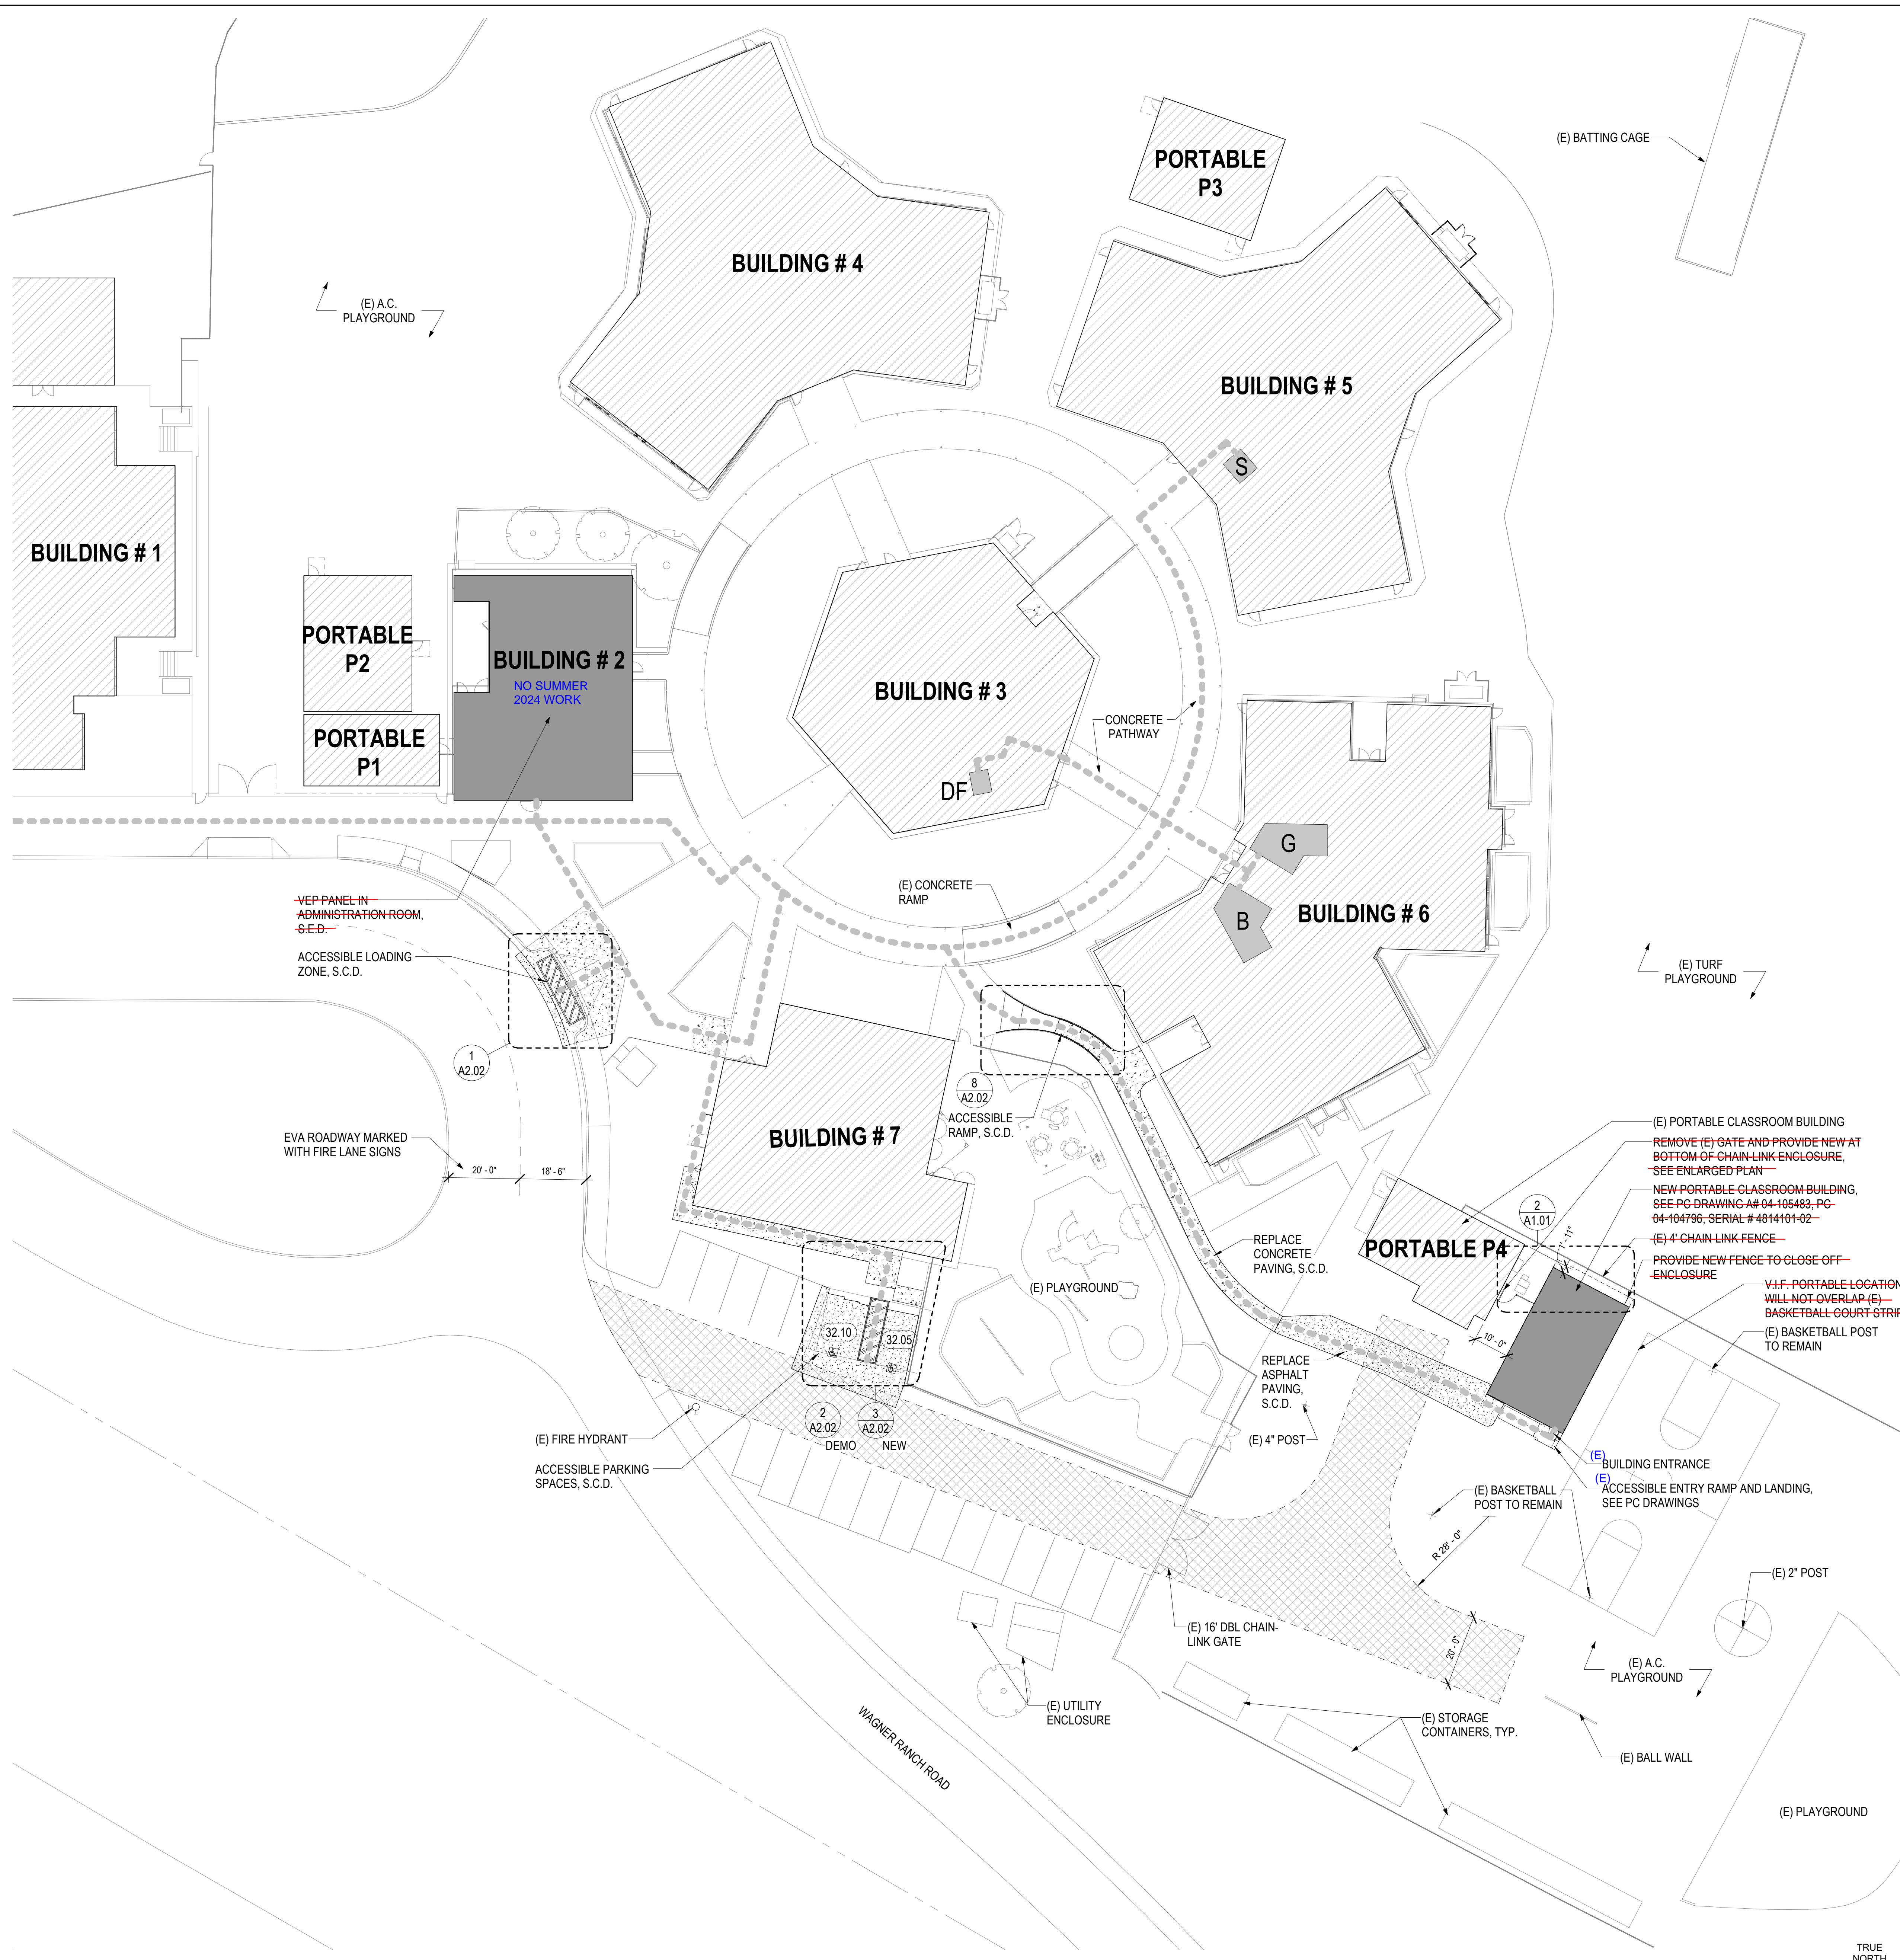 (E) BATTING CAGE
PORTABLE
P3
BUILDING # 4
(E) A.C.
PLAYGROUND
BUILDING # 5
S
BUILDING # 1
PORTABLE
P2
BUILDING # 2
NO SUMMER
2024 WORK
BUILDING # 3
PORTABLE
P1
CONCRETE
PATHWAY
DF
G
B
BUILDING # 6
(E) CONCRETE
RAMP
VEP PANEL IN
ADMINISTRATION ROOM,
S.E.D.
ACCESSIBLE LOADING
ZONE, S.C.D.
(E) TURF
PLAYGROUND
1
A2.02
8
A2.02
ACCESSIBLE
RAMP, S.C.D.
EVA ROADWAY MARKED
WITH FIRE LANE SIGNS
20' - 0"
18' - 6"
BUILDING # 7
(E) PORTABLE CLASSROOM BUILDING
REMOVE (E) GATE AND PROVIDE NEW AT
BOTTOM OF CHAIN-LINK ENCLOSURE,
SEE ENLARGED PLAN
NEW PORTABLE CLASSROOM BUILDING,
SEE PC DRAWING A# 04-105483, PC
04-104796, SERIAL # 4814101-02
(E) 4' CHAIN LINK FENCE
PROVIDE NEW FENCE TO CLOSE OFF
ENCLOSURE
V.I.F. PORTABLE LOCATION
WILL NOT OVERLAP (E)
BASKETBALL COURT
(E) BASKETBALL POST
TO REMAIN
2
A1.01
PORTABLE P4
10' - 0"
REPLACE
CONCRETE
PAVING, S.C.D.
(E) PLAYGROUND
32.10
32.05
REPLACE
ASPHALT
PAVING,
S.C.D.
(E) 4" POST
2
A2.02
DEMO
3
A2.02
NEW
(E) FIRE HYDRANT
ACCESSIBLE PARKING
SPACES, S.C.D.
(E)
BUILDING ENTRANCE
(E)
ACCESSIBLE ENTRY RAMP AND LANDING,
SEE PC DRAWINGS
(E) BASKETBALL
POST TO REMAIN
R 28' - 0"
(E) 2" POST
(E) 16' DBL CHAIN-
LINK GATE
20' - 0"
(E) A.C.
PLAYGROUND
(E) UTILITY
ENCLOSURE
(E) STORAGE
CONTAINERS, TYP.
WAGNER RANCH ROAD
(E) BALL WALL
(E) PLAYGROUND
TRUE
NORTH